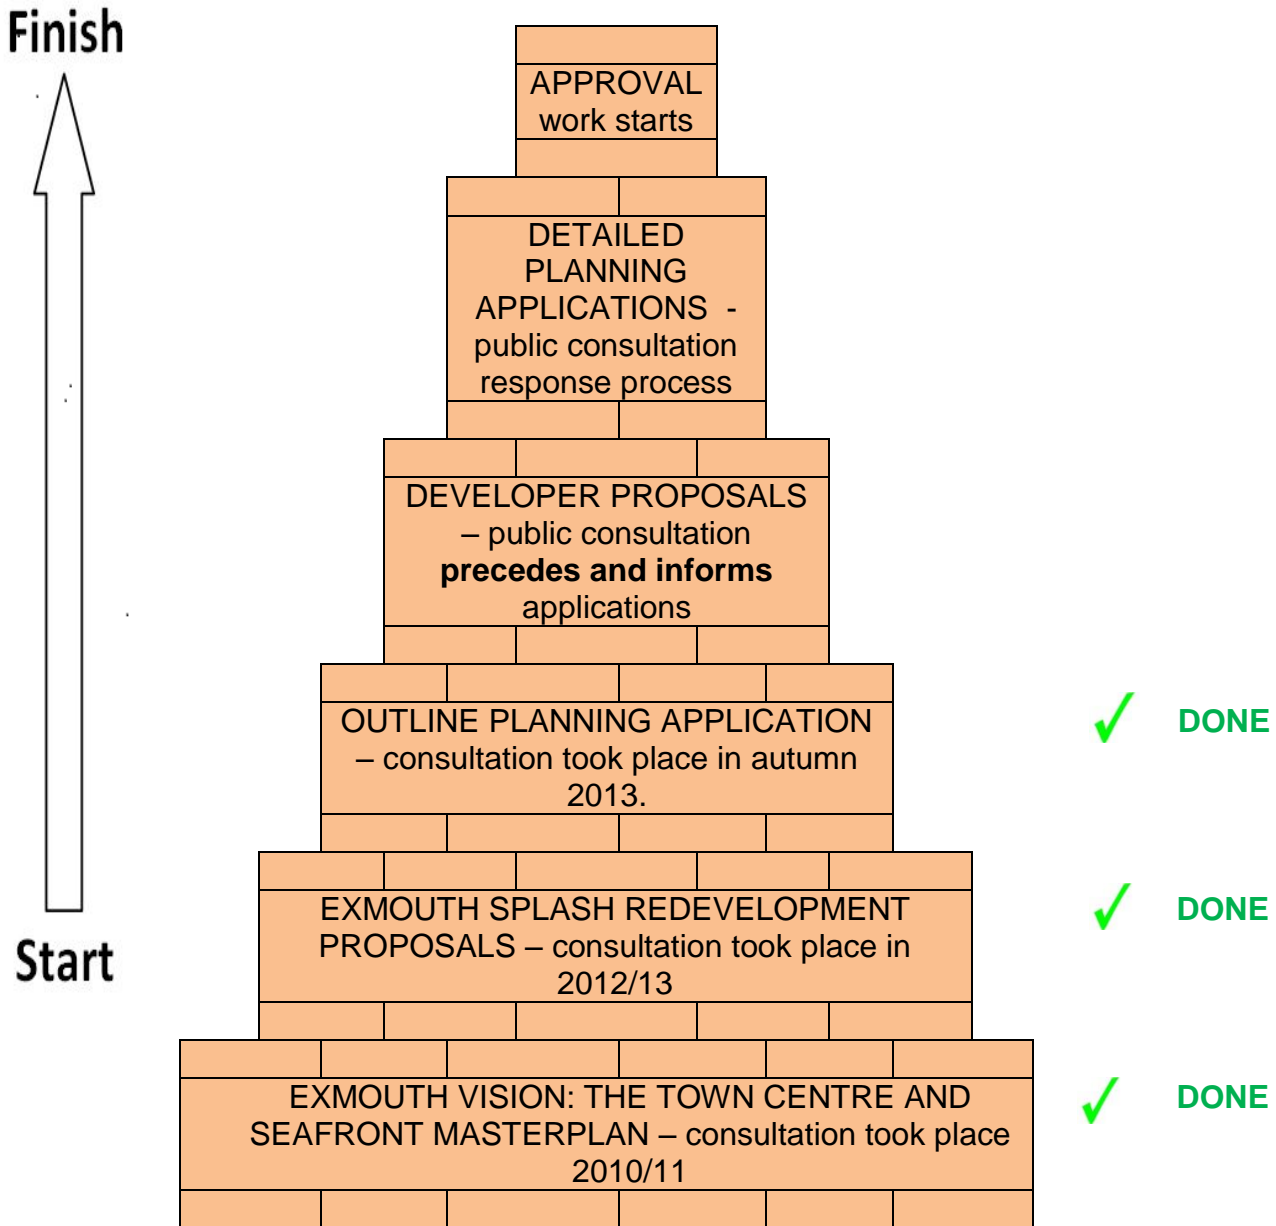 Finish
APPROVAL
work starts
DETAILED
PLANNING
APPLICATIONS -
public consultation
response process
DEVELOPER PROPOSALS
– public consultation
precedes and informs
applications
OUTLINE PLANNING APPLICATION
– consultation took place in autumn
2013.
DONE
EXMOUTH SPLASH REDEVELOPMENT
PROPOSALS – consultation took place in
2012/13
DONE
Start
EXMOUTH VISION: THE TOWN CENTRE AND
SEAFRONT MASTERPLAN – consultation took place
2010/11
DONE